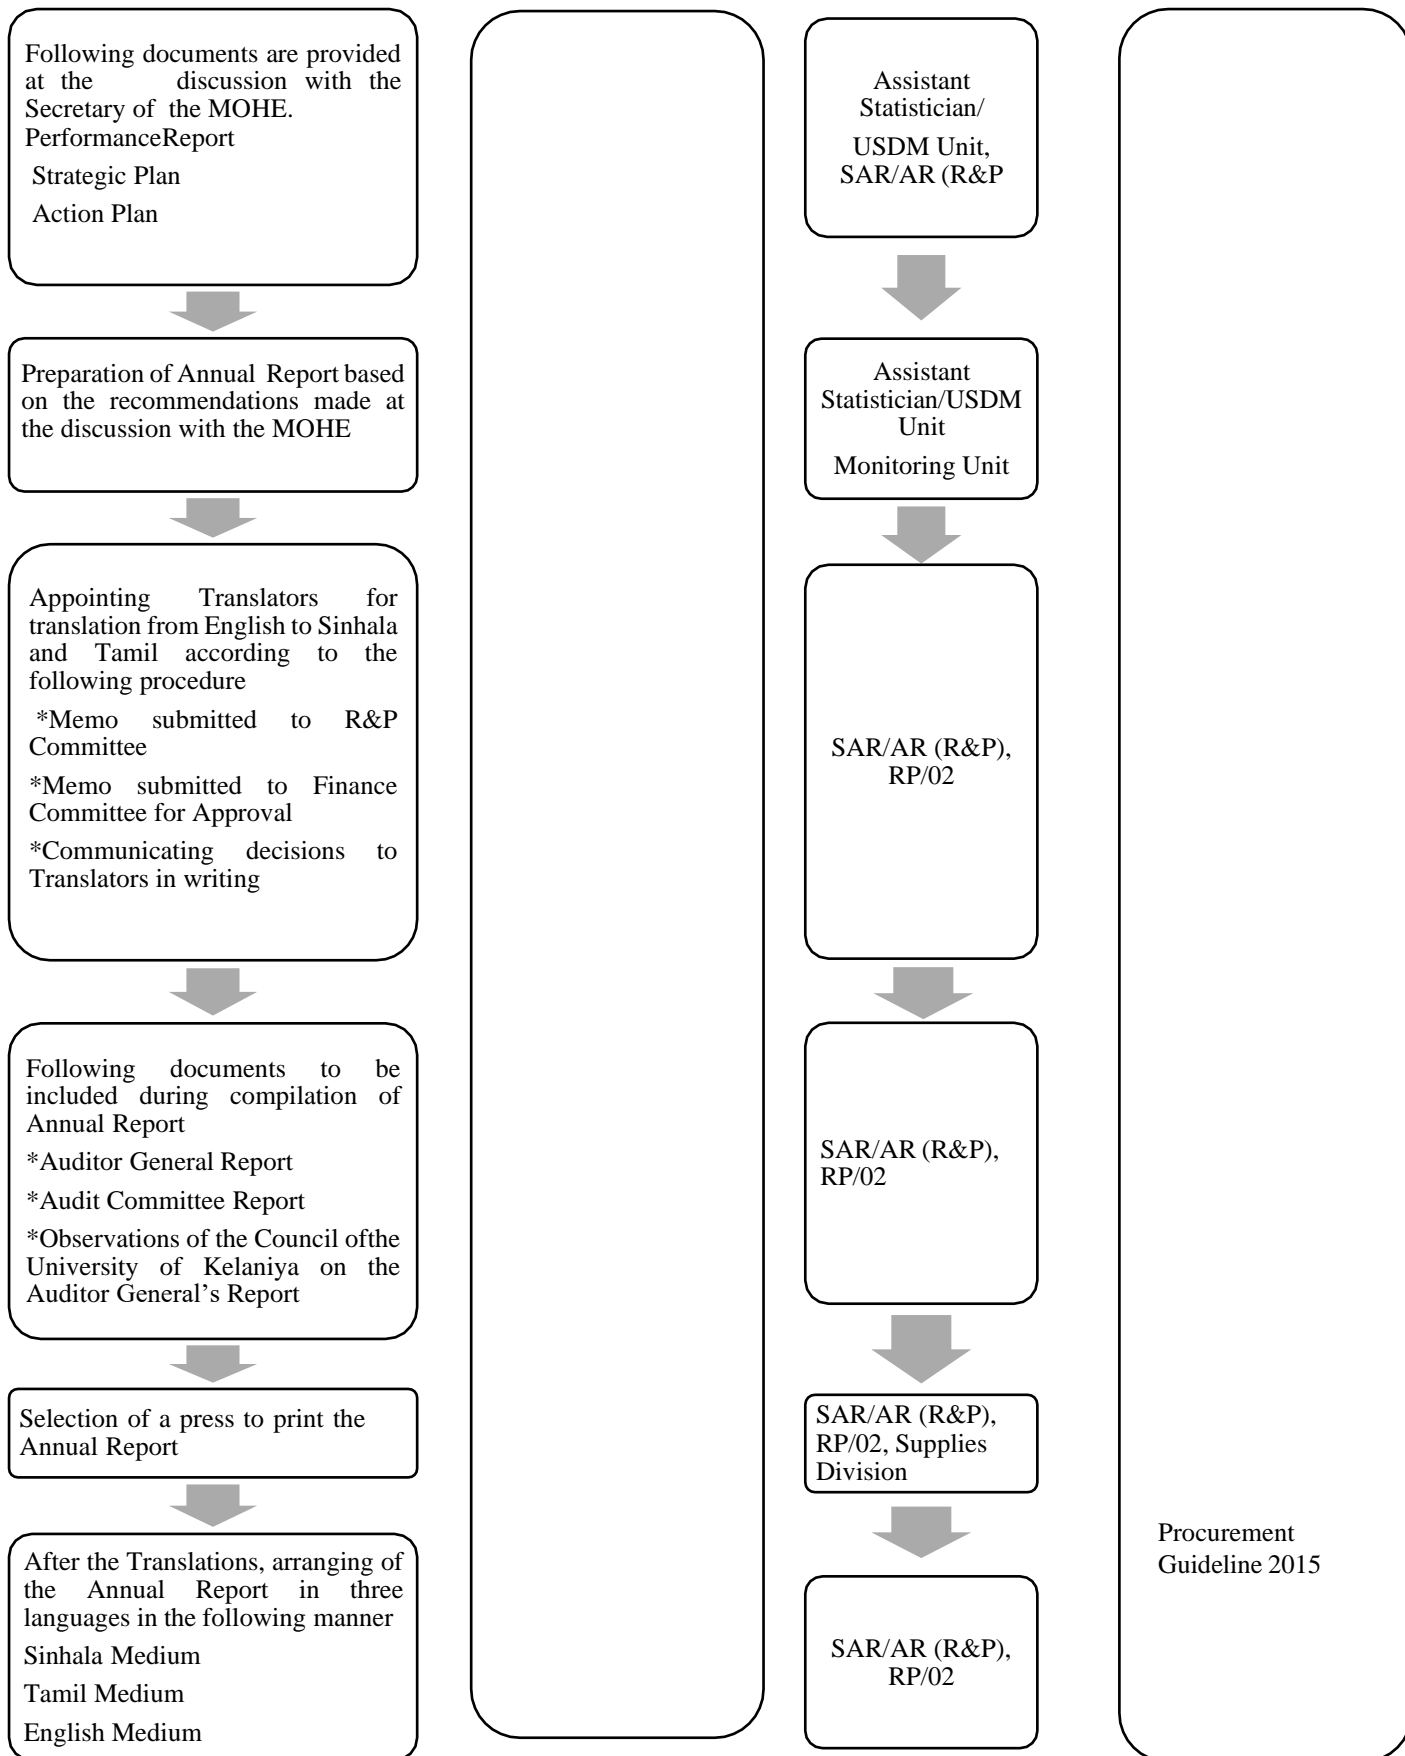 Following documents are provided
at the discussion with the
Secretary of the MOHE.
PerformanceReport
Strategic Plan
Action Plan
Preparation of Annual Report based
on the recommendations made at
the discussion with the MOHE
Appointing Translators for
translation from English to Sinhala
and Tamil according to the
following procedure
*Memo submitted to R&P
Committee
*Memo submitted to Finance
Committee for Approval
*Communicating decisions to
Translators in writing
Following documents to be
included during compilation of
Annual Report
*Auditor General Report
*Audit Committee Report
*Observations of the Council ofthe
University of Kelaniya on the
Auditor General’s Report
Selection of a press to print the
Annual Report
After the Translations, arranging of
the Annual Report in three
languages in the following manner
Sinhala Medium
Tamil Medium
English Medium
Assistant
Statistician/
USDM Unit,
SAR/AR (R&P
Assistant
Statistician/USDM
Unit
Monitoring Unit
SAR/AR (R&P),
RP/02
SAR/AR (R&P),
RP/02
SAR/AR (R&P),
RP/02, Supplies
Division
SAR/AR (R&P),
RP/02
Procurement
Guideline 2015